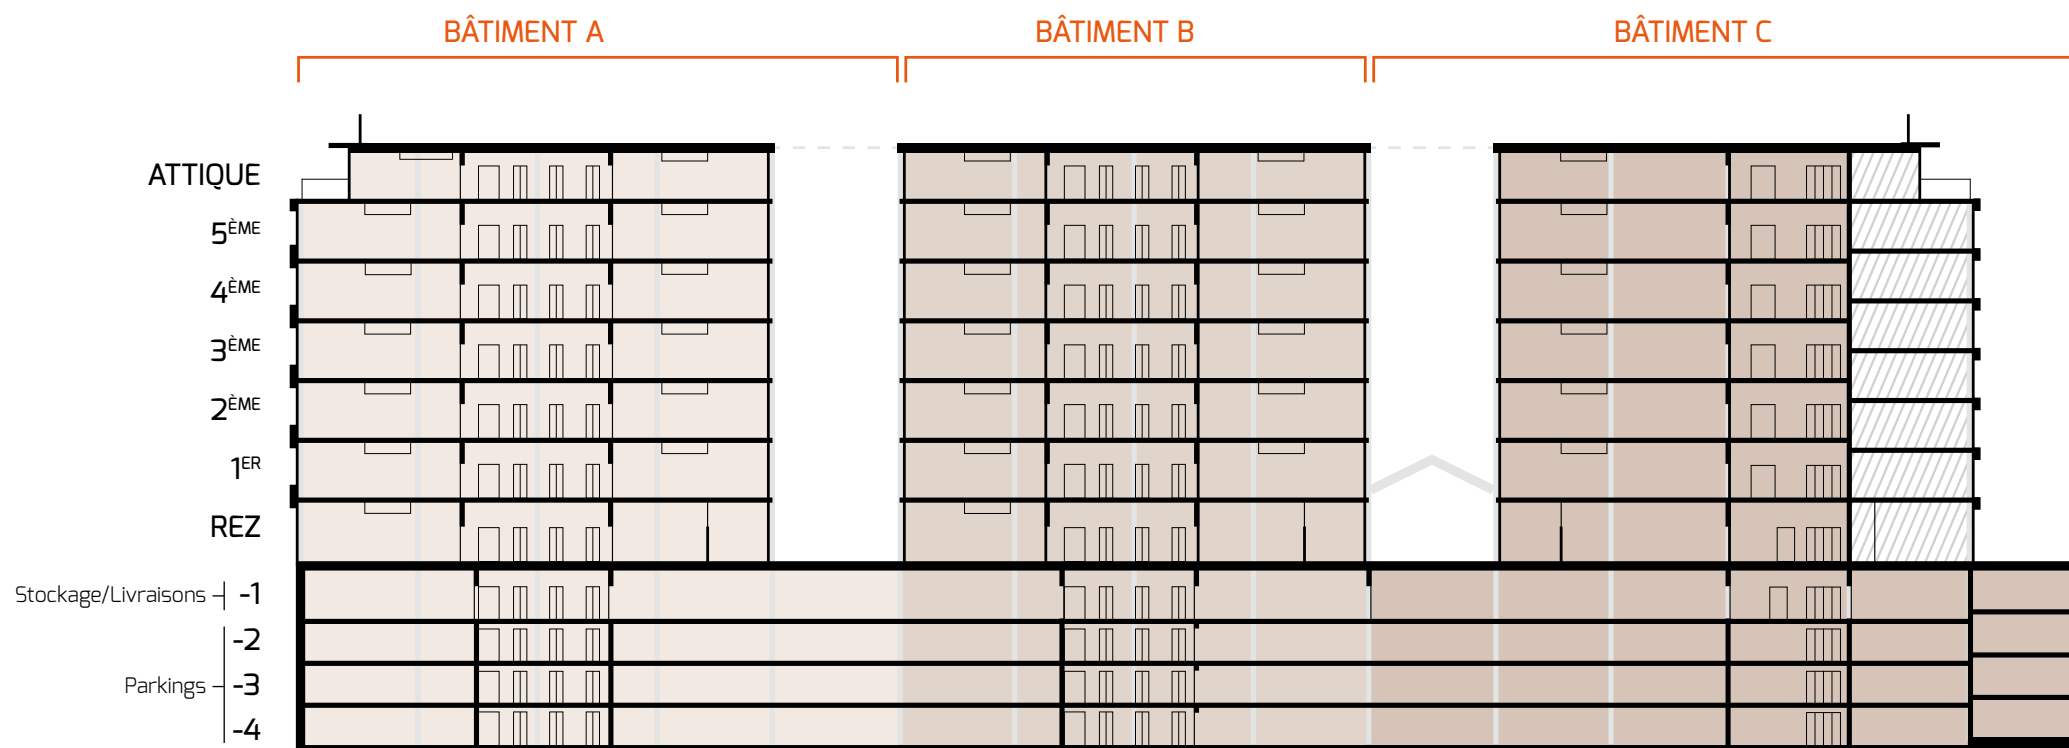 BÂTIMENT A
BÂTIMENT B
BÂTIMENT C
ATTIQUE
5ÈME
4ÈME
3ÈME
2ÈME
1ER
REZ
Stockage/Livraisons -1
-2
Parkings -3
-4